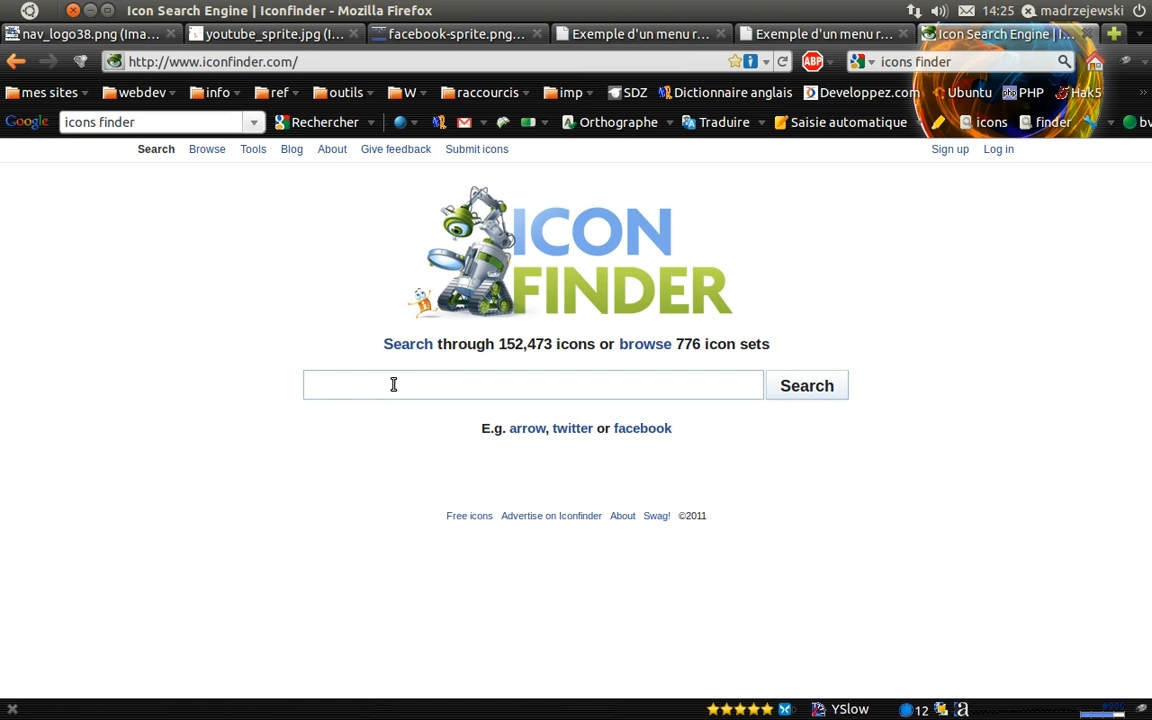 Icon Search Engine | Iconfinder - Mozilla Firefox
14:25 madrzejewski
nav_logo38.png (Ima... youtube_sprite.jpg (I... facebook-sprite.png... Exemple d'un menu r... Exemple d'un menu r... Icon Search Engine | I...
http://www.iconfinder.com/ ABP icons finder
mes sites webdev info ref outils W raccourcis imp SDZ Dictionnaire anglais Developpez.com Ubuntu PHP Hak5 »
Google icons finder Rechercher Orthographe Traduire Saisie automatique icons finder
Search Browse Tools Blog About Give feedback Submit icons Sign up Log in
ICON
FINDER
Search through 152,473 icons or browse 776 icon sets
Search
E.g. arrow, twitter or facebook
Free icons Advertise on Iconfinder About Swag! ©2011
YSlow 12 a